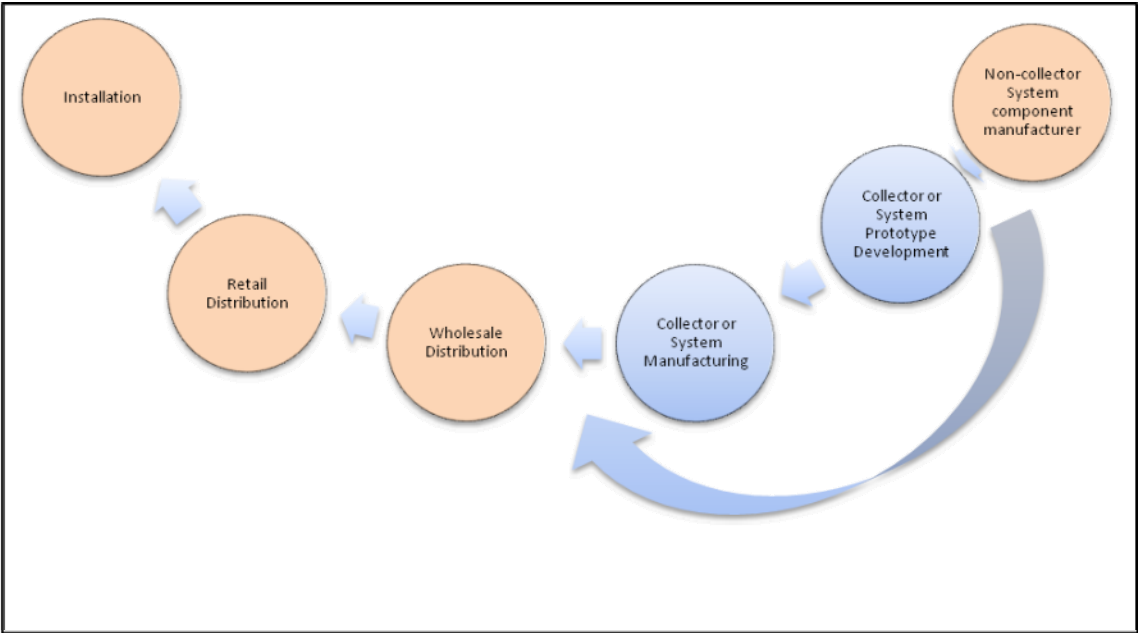 Installation
Non-collector
System
component
manufacturer
Collector or
System
Prototype
Development
Retail
Distribution
Wholesale
Distribution
Collector or
System
Manufacturing